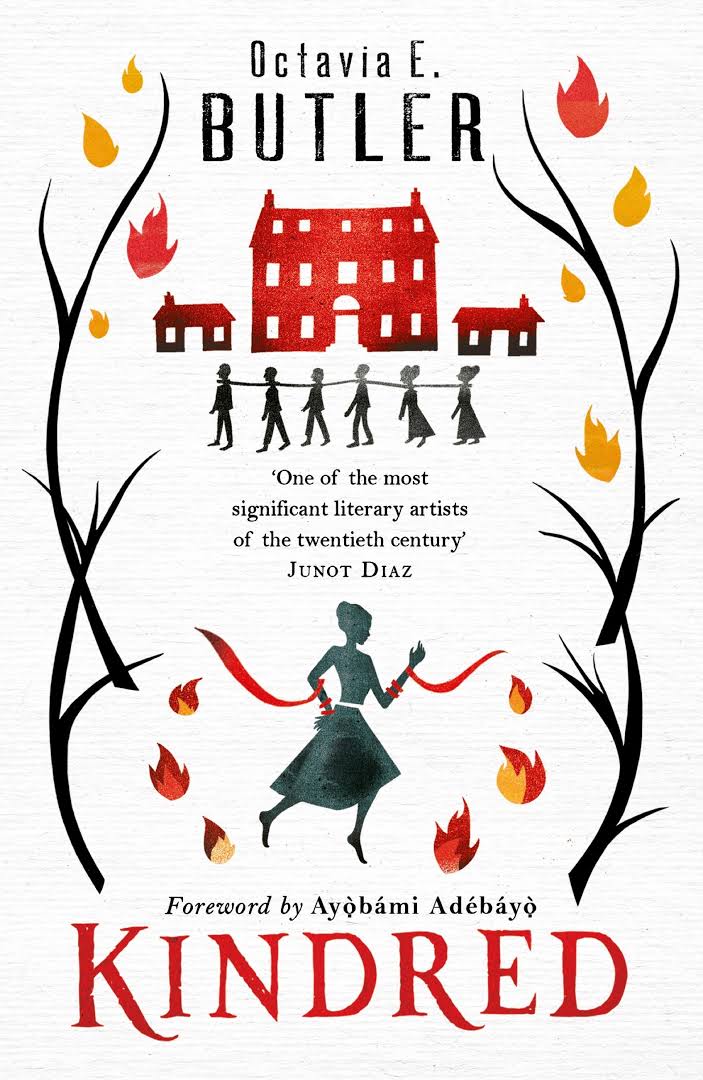 Octavia E.
BUTLER
‘One of the most
significant literary artists
of the twentieth century’
JUNOT DIAZ
Foreword by Ayọ̀bámi Adébáyọ̀
KINDRED